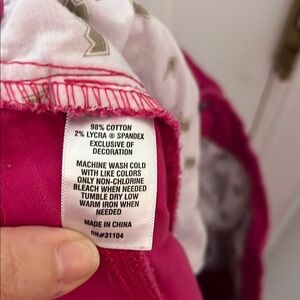 98% COTTON
2% LYCRA ® SPANDEX
EXCLUSIVE OF
DECORATION
MACHINE WASH COLD
WITH LIKE COLORS
ONLY NON-CHLORINE
BLEACH WHEN NEEDED
TUMBLE DRY LOW
WARM IRON WHEN
NEEDED
MADE IN CHINA
RN#31104